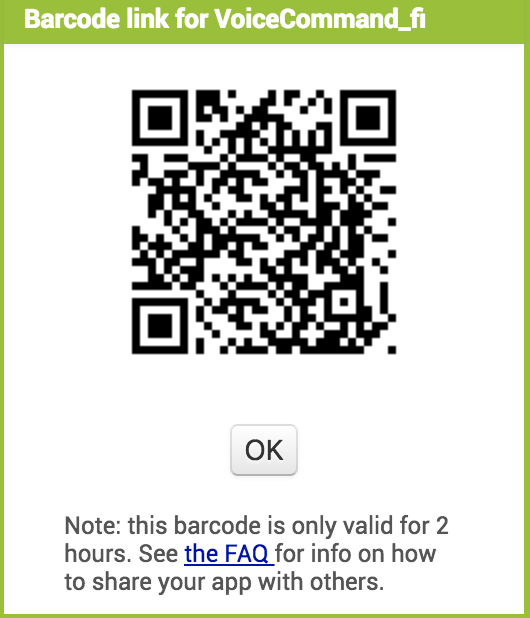 Barcode link for VoiceCommand_fi
OK
Note: this barcode is only valid for 2
hours. See the FAQ for info on how
to share your app with others.